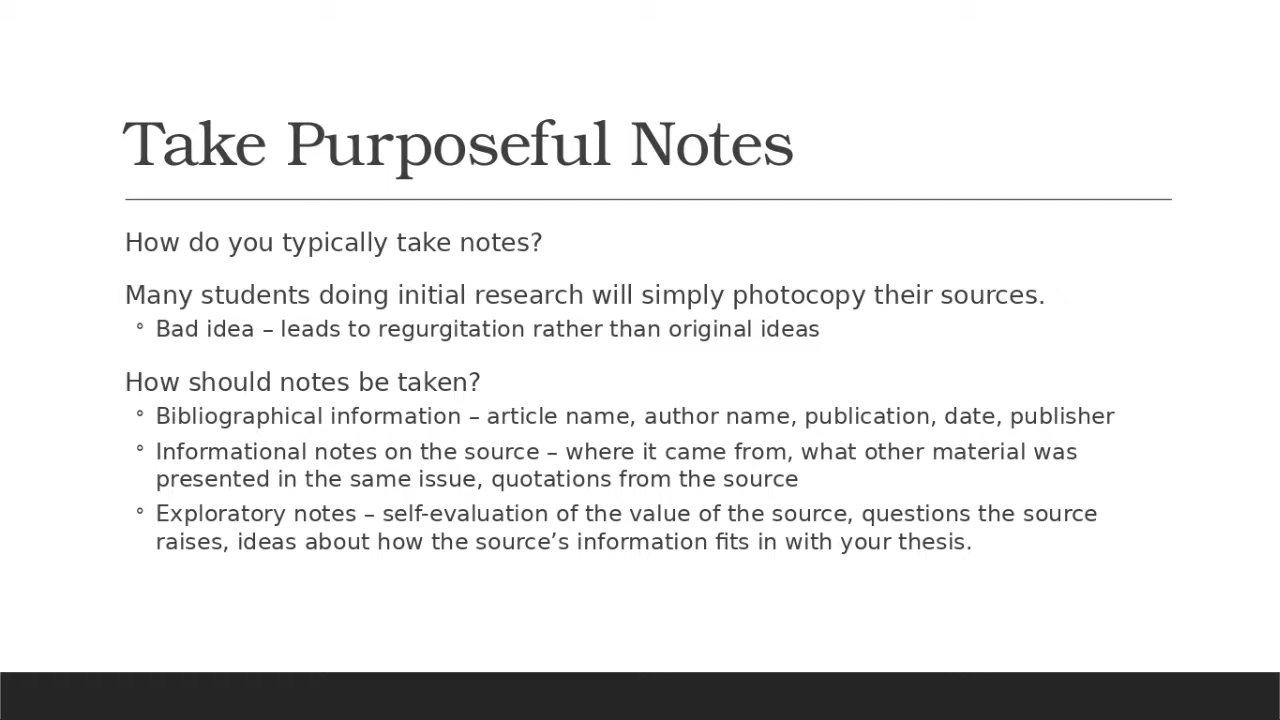 Take Purposeful Notes
How do you typically take notes?
Many students doing initial research will simply photocopy their sources.
◦ Bad idea – leads to regurgitation rather than original ideas
How should notes be taken?
◦ Bibliographical information – article name, author name, publication, date, publisher
◦ Informational notes on the source – where it came from, what other material was
presented in the same issue, quotations from the source
◦ Exploratory notes – self-evaluation of the value of the source, questions the source
raises, ideas about how the source’s information fits in with your thesis.